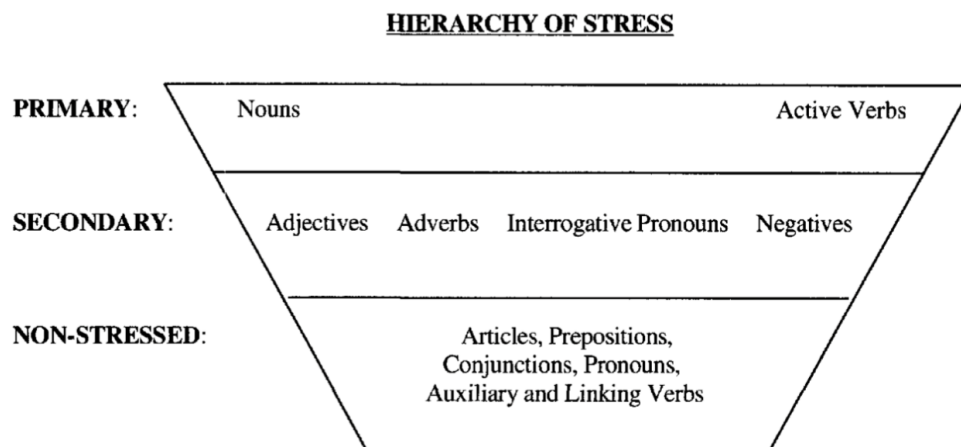 HIERARCHY OF STRESS
PRIMARY: Nouns Active Verbs
SECONDARY: Adjectives Adverbs Interrogative Pronouns Negatives
NON-STRESSED: Articles, Prepositions,
Conjunctions, Pronouns,
Auxiliary and Linking Verbs